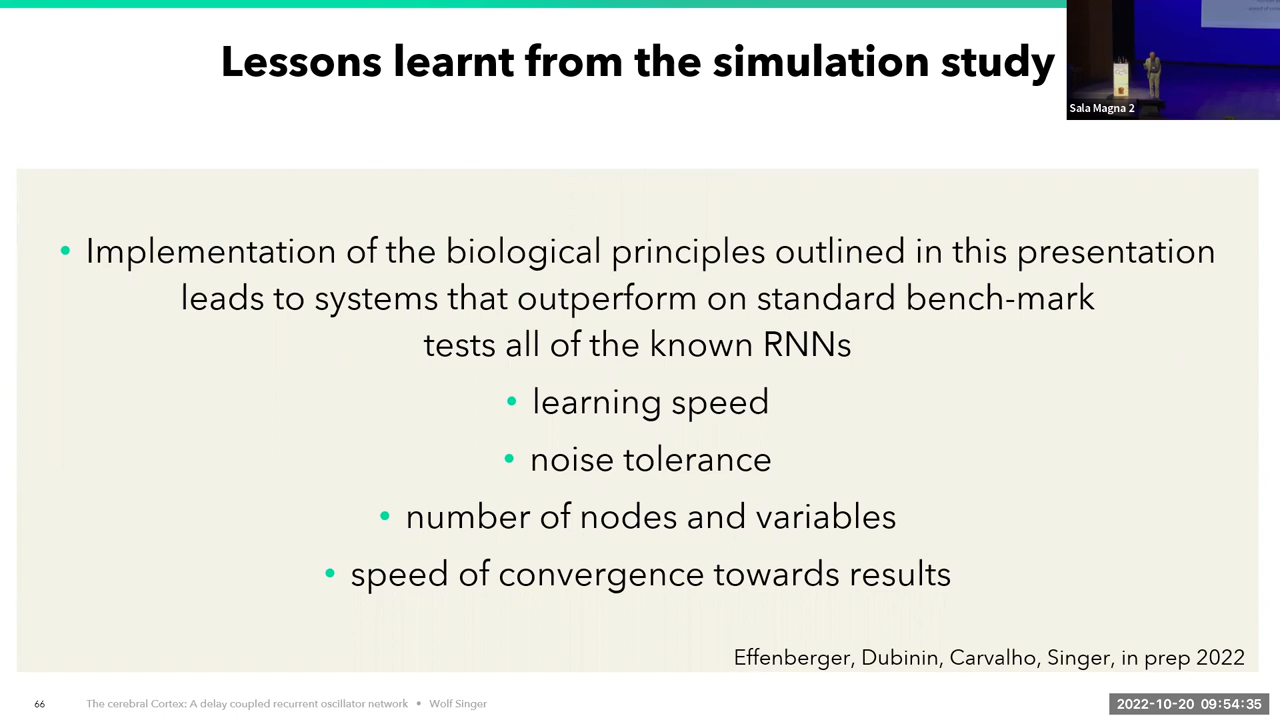 Lessons learnt from the simulation study
Sala Magna 2
• Implementation of the biological principles outlined in this presentation
leads to systems that outperform on standard bench-mark
tests all of the known RNNs
• learning speed
• noise tolerance
• number of nodes and variables
• speed of convergence towards results
Effenberger, Dubinin, Carvalho, Singer, in prep 2022
66 The cerebral Cortex: A delay coupled recurrent oscillator network • Wolf Singer
2022-10-20 09:54:35